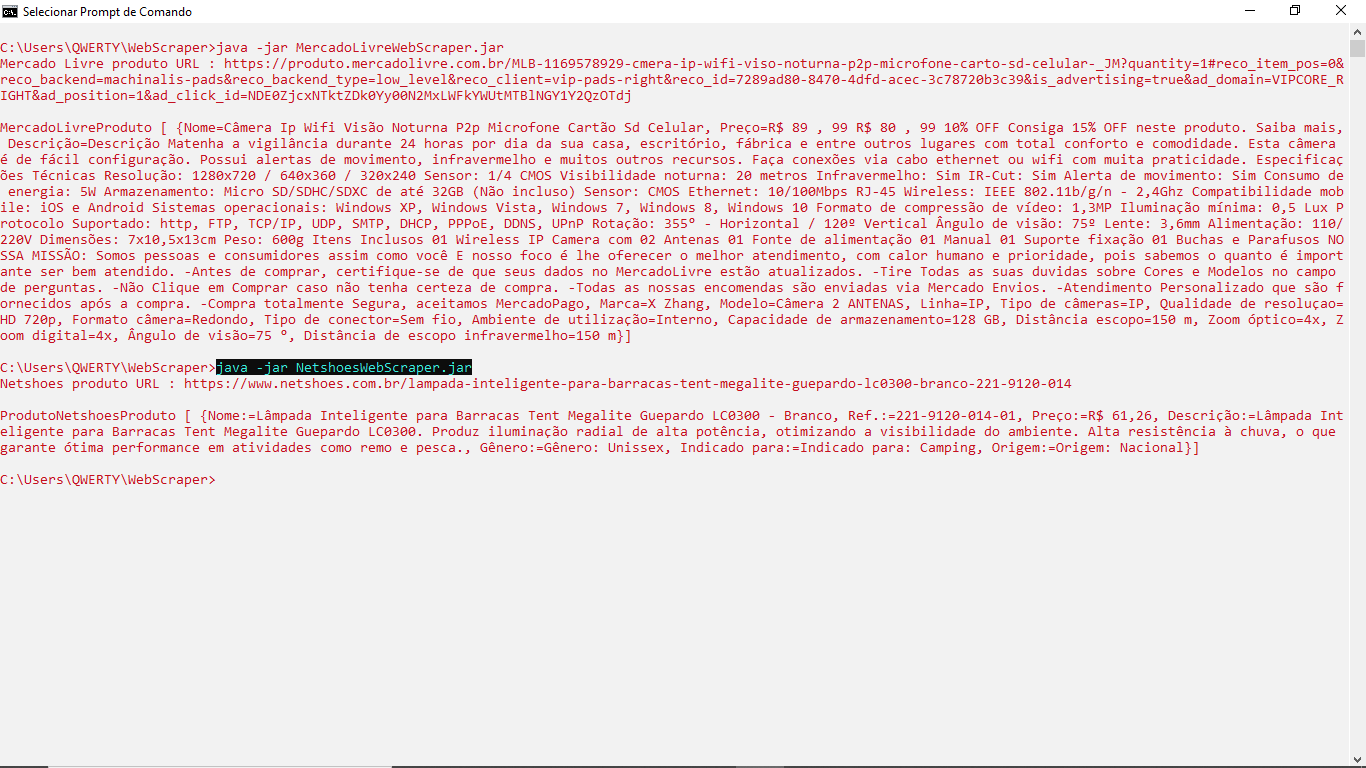 Selecionar Prompt de Comando
C:\Users\QWERTY\WebScraper>java -jar MercadoLivreWebScraper.jar
Mercado Livre produto URL : https://produto.mercadolivre.com.br/MLB-1169578929-cmera-ip-wifi-viso-noturna-p2p-microfone-carto-sd-celular-_JM?quantity=1#reco_item_pos=0&
reco_backend=machinalis-pads&reco_backend_type=low_level&reco_client=vip-pads-right&reco_id=7289ad80-8470-4dfd-acec-3c78720b3c39&is_advertising=true&ad_domain=VIPCORE_R
IGHT&ad_position=1&ad_click_id=NDE0ZjcxNTktZDk0Yy00N2MxLWFkYWUtMTBlNGY1Y2QzOTdj
MercadoLivreProduto [ {Nome=Câmera Ip Wifi Visão Noturna P2p Microfone Cartão Sd Celular, Preço=R$ 89 , 99 R$ 80 , 99 10% OFF Consiga 15% OFF neste produto. Saiba mais,
Descrição=Descrição Matenha a vigilância durante 24 horas por dia da sua casa, escritório, fábrica e entre outros lugares com total conforto e comodidade. Esta câmera
é de fácil configuração. Possui alertas de movimento, infravermelho e muitos outros recursos. Faça conexões via cabo ethernet ou wifi com muita praticidade. Especificaç
ões Técnicas Resolução: 1280x720 / 640x360 / 320x240 Sensor: 1/4 CMOS Visibilidade noturna: 20 metros Infravermelho: Sim IR-Cut: Sim Alerta de movimento: Sim Consumo de
energia: 5W Armazenamento: Micro SD/SDHC/SDXC de até 32GB (Não incluso) Sensor: CMOS Ethernet: 10/100Mbps RJ-45 Wireless: IEEE 802.11b/g/n - 2,4Ghz Compatibilidade mob
ile: iOS e Android Sistemas operacionais: Windows XP, Windows Vista, Windows 7, Windows 8, Windows 10 Formato de compressão de vídeo: 1,3MP Iluminação mínima: 0,5 Lux P
rotocolo Suportado: http, FTP, TCP/IP, UDP, SMTP, DHCP, PPPoE, DDNS, UPnP Rotação: 355º - Horizontal / 120º Vertical Ângulo de visão: 75º Lente: 3,6mm Alimentação: 110/
220V Dimensões: 7x10,5x13cm Peso: 600g Itens Inclusos 01 Wireless IP Camera com 02 Antenas 01 Fonte de alimentação 01 Manual 01 Suporte fixação 01 Buchas e Parafusos NO
SSA MISSÃO: Somos pessoas e consumidores assim como você E nosso foco é lhe oferecer o melhor atendimento, com calor humano e prioridade, pois sabemos o quanto é import
ante ser bem atendido. -Antes de comprar, certifique-se de que seus dados no MercadoLivre estão atualizados. -Tire Todas as suas duvidas sobre Cores e Modelos no campo
de perguntas. -Não Clique em Comprar caso não tenha certeza de compra. -Todas as nossas encomendas são enviadas via Mercado Envios. -Atendimento Personalizado que são f
ornecidos após a compra. -Compra totalmente Segura, aceitamos MercadoPago, Marca=X Zhang, Modelo=Câmera 2 ANTENAS, Linha=IP, Tipo de câmeras=IP, Qualidade de resoluçao=
HD 720p, Formato câmera=Redondo, Tipo de conector=Sem fio, Ambiente de utilização=Interno, Capacidade de armazenamento=128 GB, Distância escopo=150 m, Zoom óptico=4x, Z
oom digital=4x, Ângulo de visão=75 º, Distância de escopo infravermelho=150 m}]
C:\Users\QWERTY\WebScraper>java -jar NetshoesWebScraper.jar
Netshoes produto URL : https://www.netshoes.com.br/lampada-inteligente-para-barracas-tent-megalite-guepardo-lc0300-branco-221-9120-014
ProdutoNetshoesProduto [ {Nome:=Lâmpada Inteligente para Barracas Tent Megalite Guepardo LC0300 - Branco, Ref.:=221-9120-014-01, Preço:=R$ 61,26, Descrição:=Lâmpada Int
eligente para Barracas Tent Megalite Guepardo LC0300. Produz iluminação radial de alta potência, otimizando a visibilidade do ambiente. Alta resistência à chuva, o que
garante ótima performance em atividades como remo e pesca., Gênero:=Gênero: Unissex, Indicado para:=Indicado para: Camping, Origem:=Origem: Nacional}]
C:\Users\QWERTY\WebScraper>